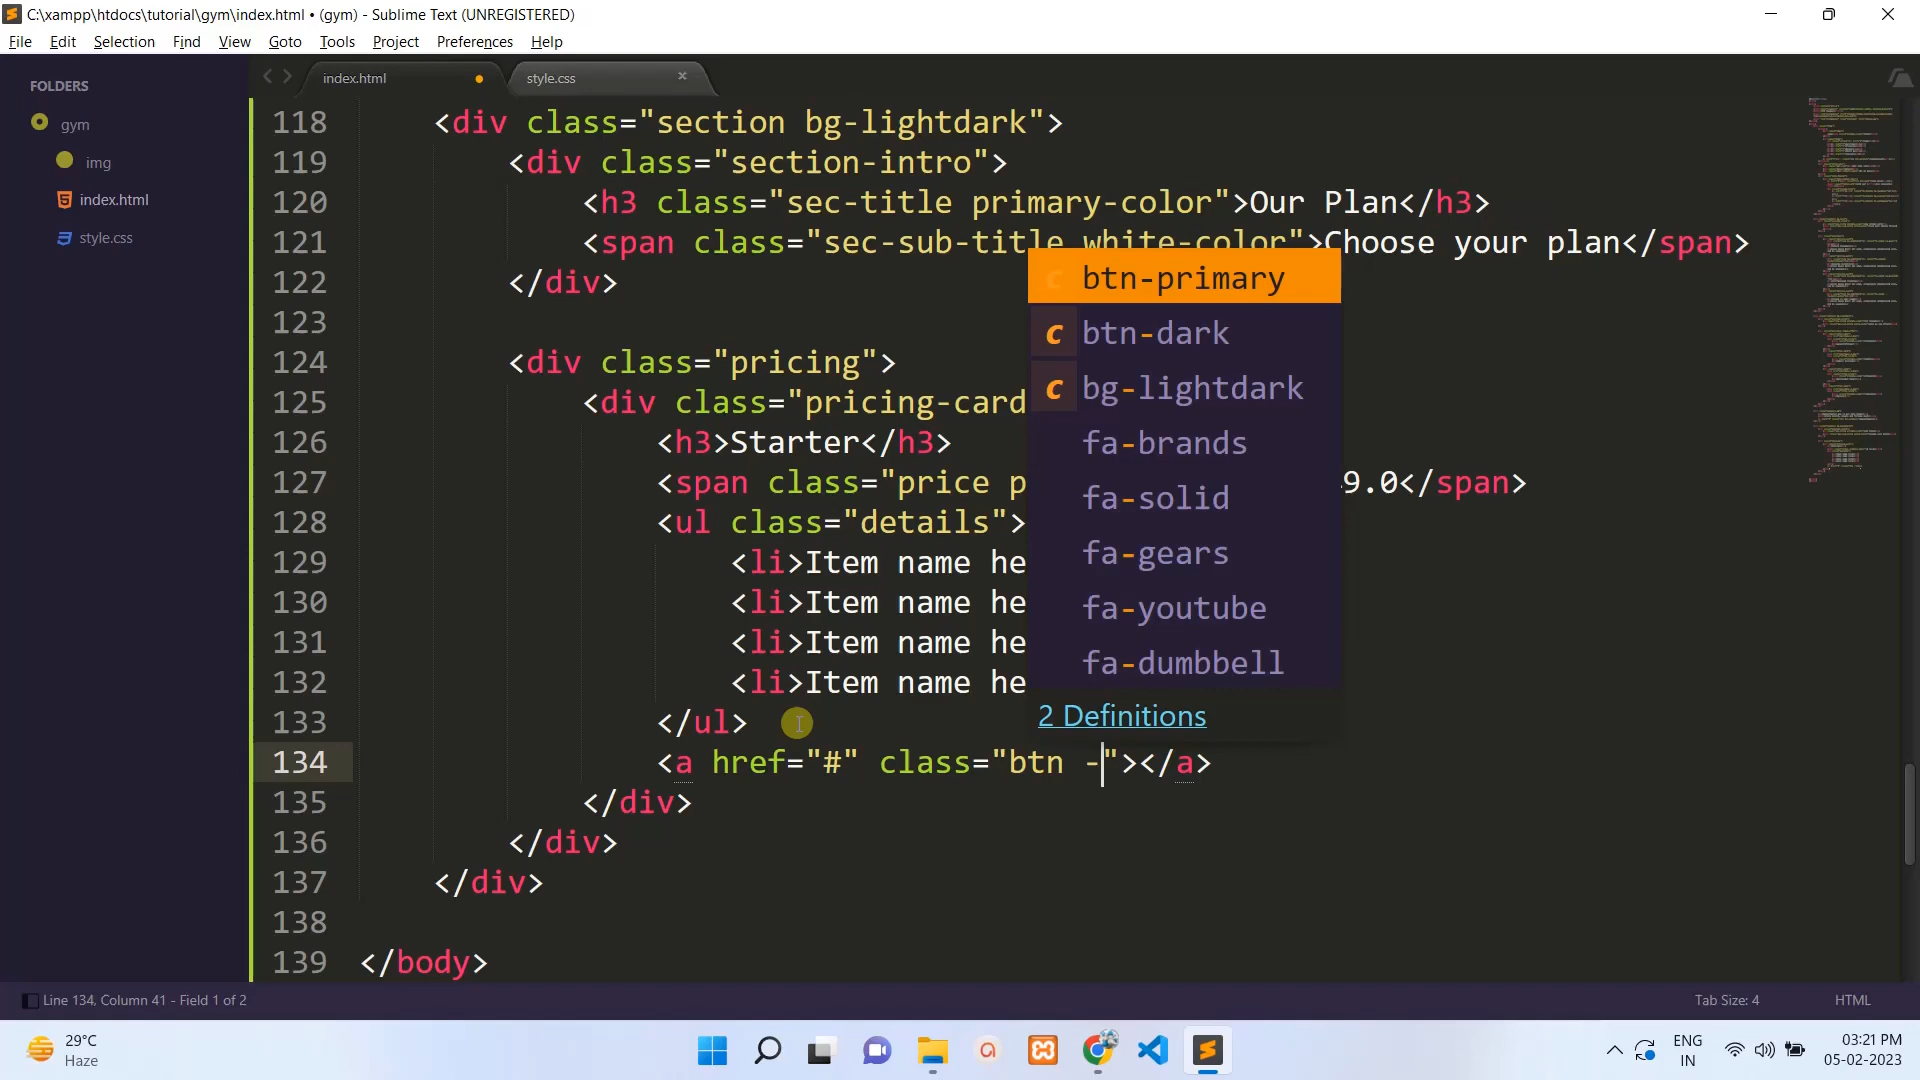 C:\xampp\htdocs\tutorial\gym\index.html • (gym) - Sublime Text (UNREGISTERED)
File Edit Selection Find View Goto Tools Project Preferences Help
FOLDERS
gym
img
index.html
style.css
index.html
style.css
118 <div class="section bg-lightdark">
119 <div class="section-intro">
120 <h3 class="sec-title primary-color">Our Plan</h3>
121 <span class="sec-sub-title white-color">Choose your plan</span>
122 </div>
123
124 <div class="pricing">
125 <div class="pricing-card
126 <h3>Starter</h3>
127 <span class="price p 9.0</span>
128 <ul class="details">
129 <li>Item name he
130 <li>Item name he
131 <li>Item name he
132 <li>Item name he
133 </ul>
134 <a href="#" class="btn -"></a>
135 </div>
136 </div>
137 </div>
138
139 </body>
c btn-primary
c btn-dark
c bg-lightdark
fa-brands
fa-solid
fa-gears
fa-youtube
fa-dumbbell
2 Definitions
Line 134, Column 41 - Field 1 of 2
Tab Size: 4
HTML
29°C
Haze
ENG
IN
03:21 PM
05-02-2023